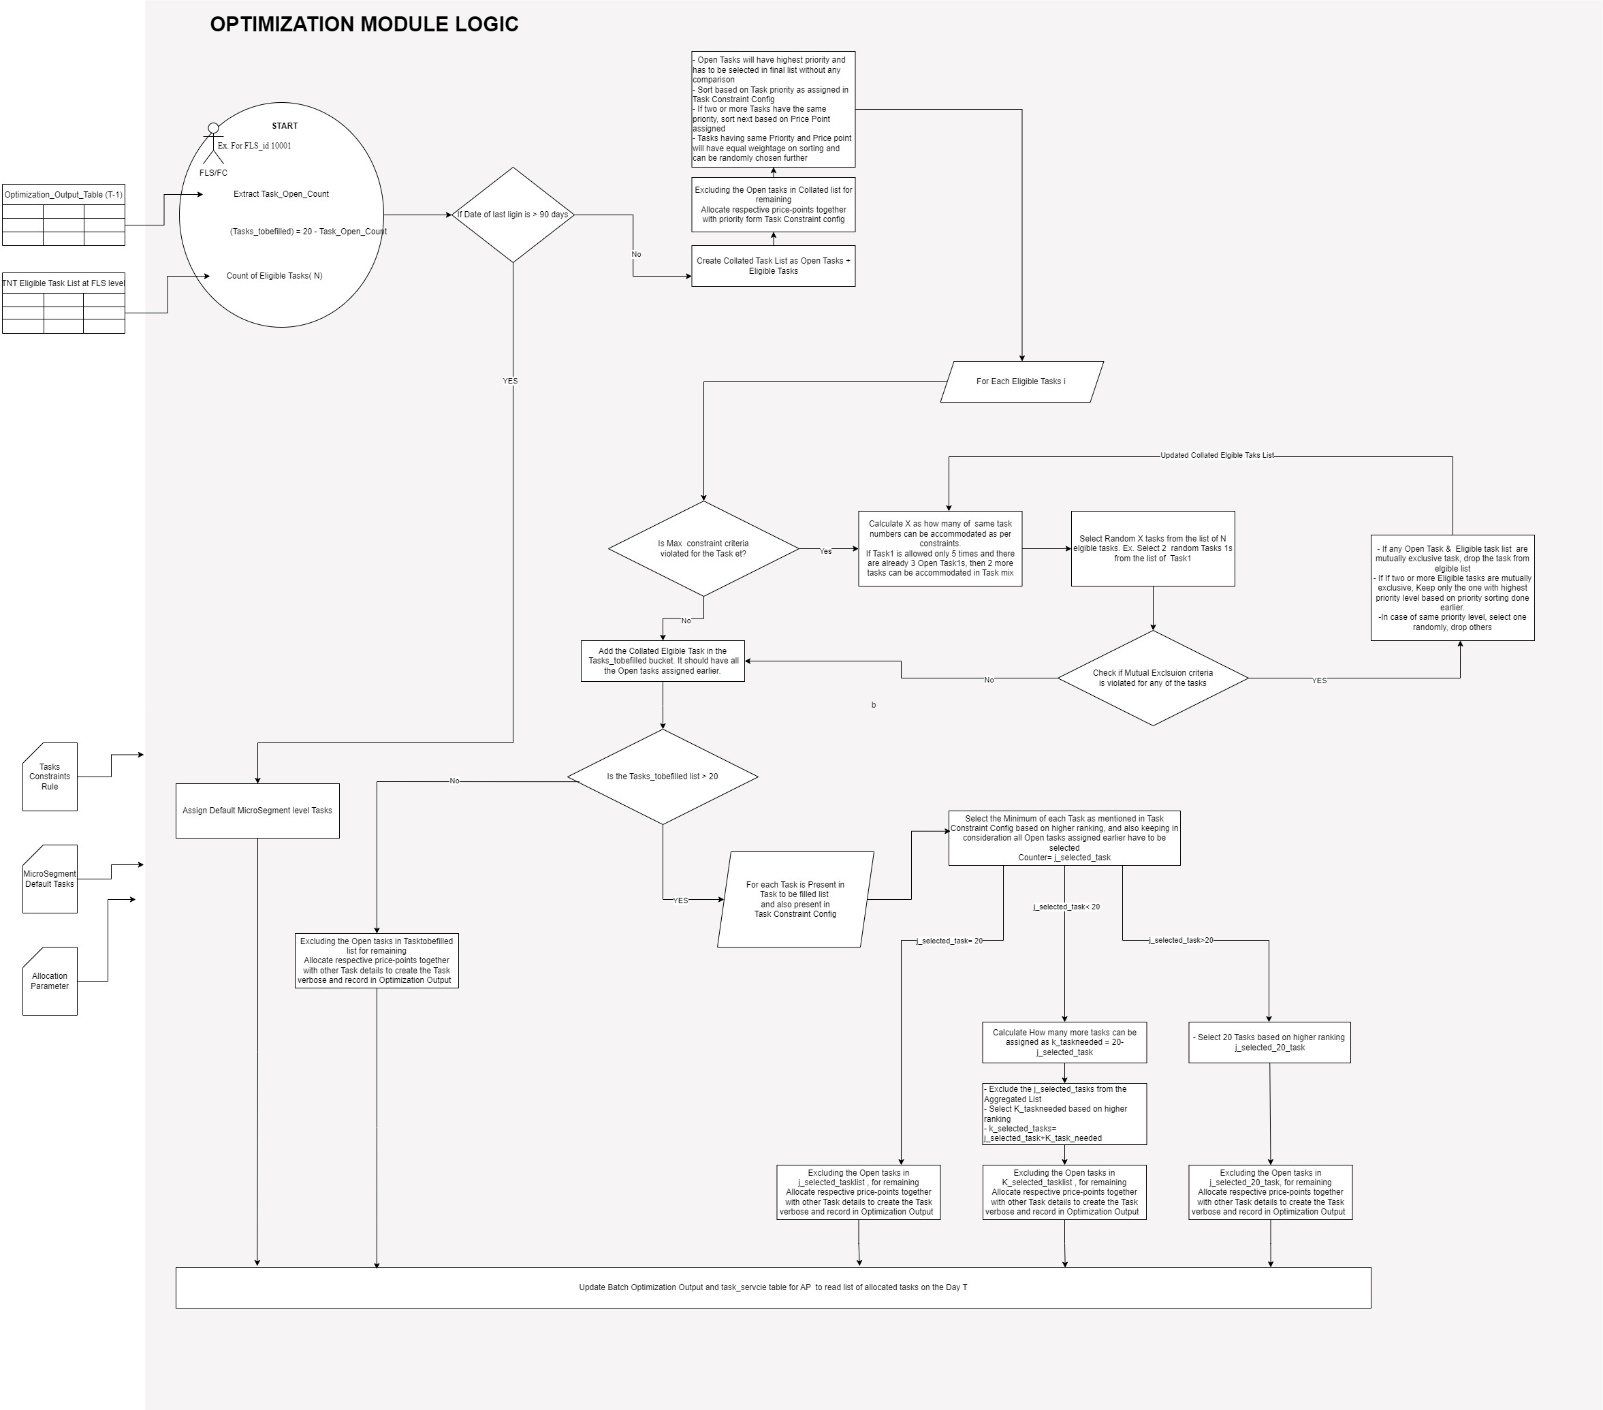 OPTIMIZATION MODULE LOGIC
START
Ex. For FLS_id 10001
FLS/FC
Extract Task_Open_Count
(Tasks_tobefilled) = 20 - Task_Open_Count
Count of Eligible Tasks( N)
Optimization_Output_Table (T-1)
TNT Eligible Task List at FLS level
If Date of last ligin is > 90 days
No
YES
- Open Tasks will have highest priority and
has to be selected in final list without any
comparison
- Sort based on Task priority as assigned in
Task Constraint Config
- If two or more Tasks have the same
priority, sort next based on Price Point
assigned
- Tasks having same Priority and Price point
will have equal weightage on sorting and
can be randomly chosen further
Excluding the Open tasks in Collated list for
remaining
Allocate respective price-points together
with priority form Task Constraint config
Create Collated Task List as Open Tasks +
Eligible Tasks
For Each Eligible Tasks i
Updated Collated Elgible Taks List
Is Max  constraint criteria
violated for the Task et?
Yes
Calculate X as how many of  same task
numbers can be accommodated as per
constraints.
If Task1 is allowed only 5 times and there
are already 3 Open Task1s, then 2 more
tasks can be accommodated in Task mix
Select Random X tasks from the list of N
elgible tasks. Ex. Select 2  random Tasks 1s
from the list of  Task1
- If any Open Task &  Eligible task list  are
mutually exclusive task, drop the task from
elgible list
- If if two or more Eligible tasks are mutually
exclusive, Keep only the one with highest
priority level based on priority sorting done
earlier.
-In case of same priority level, select one
randomly, drop others
No
Add the Collated Elgible Task in the
Tasks_tobefilled bucket. It should have all
the Open tasks assigned earlier.
No
Check if Mutual Exclsuion criteria
is violated for any of the tasks
YES
b
Tasks
Constraints
Rule
MicroSegment
Default Tasks
Allocation
Parameter
Assign Default MicroSegment level Tasks
No
Is the Tasks_tobefilled list > 20
YES
For each Task is Present in
Task to be filled list
and also present in
Task Constraint Config
Select the Minimum of each Task as mentioned in Task
Constraint Config based on higher ranking, and also keeping in
consideration all Open tasks assigned earlier have to be
selected
Counter= j_selected_task
j_selected_task= 20
j_selected_task< 20
j_selected_task>20
Excluding the Open tasks in Tasktobefilled
list for remaining
Allocate respective price-points together
with other Task details to create the Task
verbose and record in Optimization Output
Calculate How many more tasks can be
assigned as k_taskneeded = 20-
j_selected_task
- Select 20 Tasks based on higher ranking
j_selected_20_task
- Exclude the j_selected_tasks from the
Aggregated List
- Select K_taskneeded based on higher
ranking
- k_selected_tasks=
j_selected_task+K_task_needed
Excluding the Open tasks in
j_selected_tasklist , for remaining
Allocate respective price-points together
with other Task details to create the Task
verbose and record in Optimization Output
Excluding the Open tasks in
K_selected_tasklist , for remaining
Allocate respective price-points together
with other Task details to create the Task
verbose and record in Optimization Output
Excluding the Open tasks in
j_selected_20_task, for remaining
Allocate respective price-points together
with other Task details to create the Task
verbose and record in Optimization Output
Update Batch Optimization Output and task_servcie table for AP  to read list of allocated tasks on the Day T